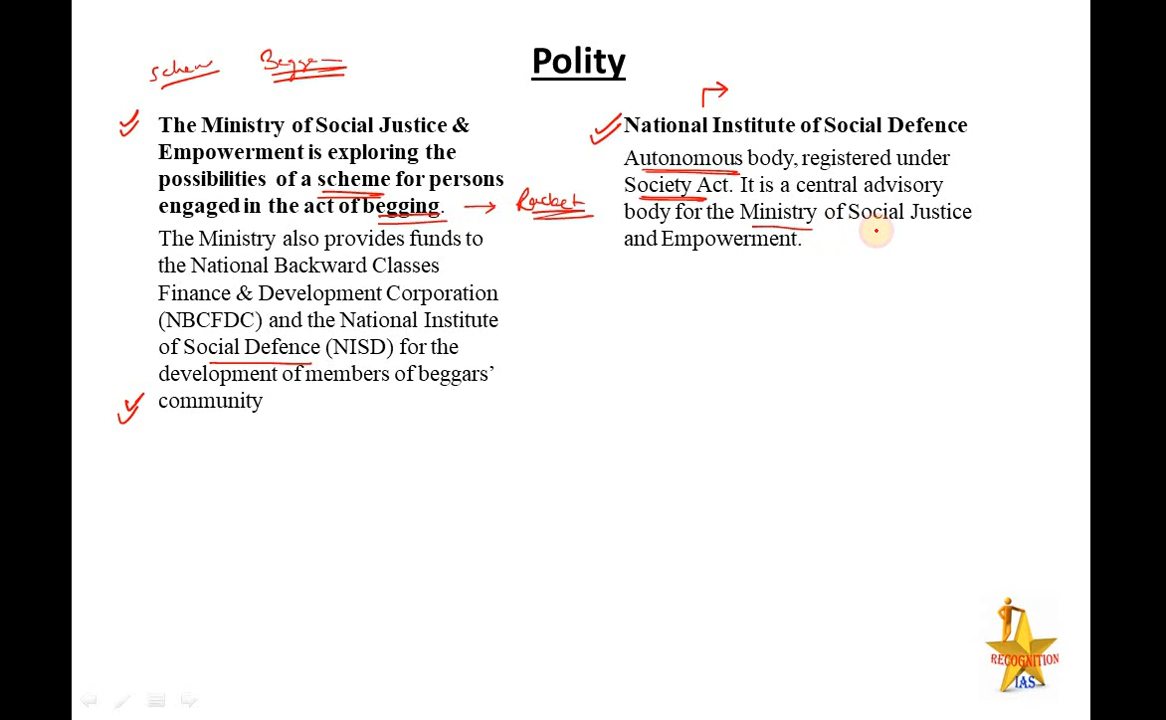 Polity
Scheme Beggar
The Ministry of Social Justice &
Empowerment is exploring the
possibilities of a scheme for persons
engaged in the act of begging.
Racket
The Ministry also provides funds to
the National Backward Classes
Finance & Development Corporation
(NBCFDC) and the National Institute
of Social Defence (NISD) for the
development of members of beggars’
community
National Institute of Social Defence
Autonomous body, registered under
Society Act. It is a central advisory
body for the Ministry of Social Justice
and Empowerment.
RECOGNITION
IAS